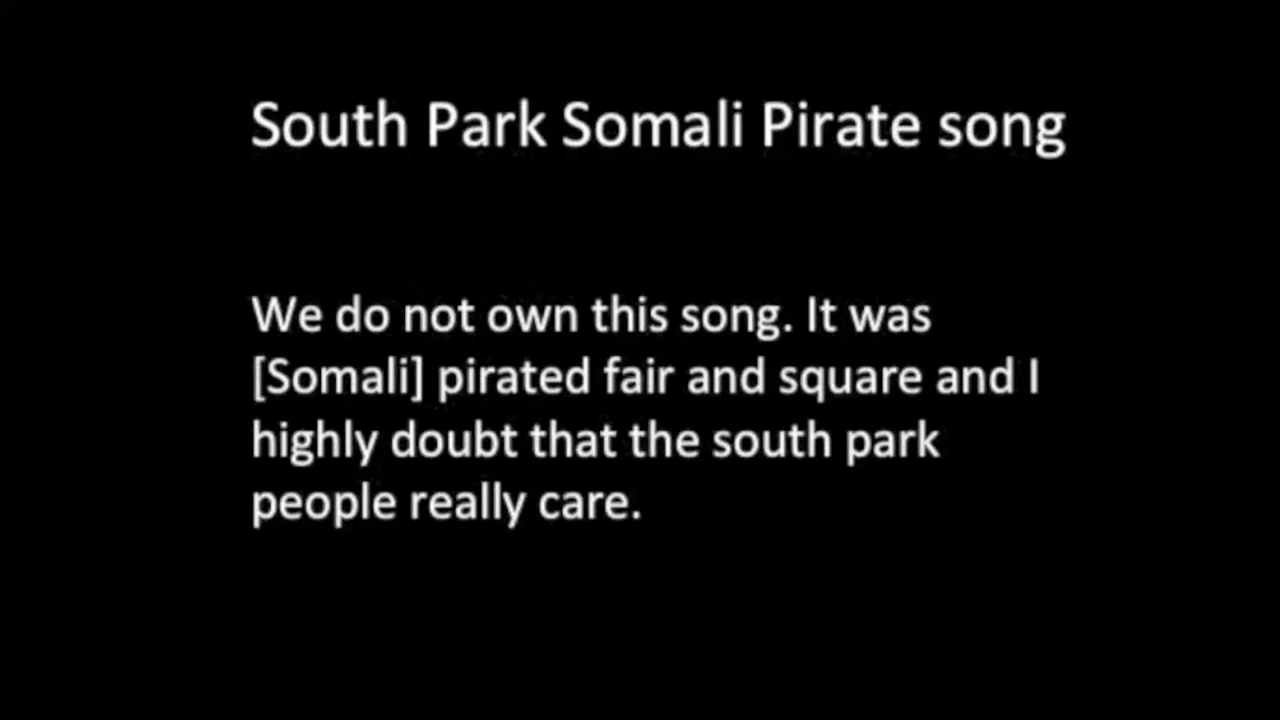 South Park Somali Pirate song
We do not own this song. It was
[Somali] pirated fair and square and I
highly doubt that the south park
people really care.